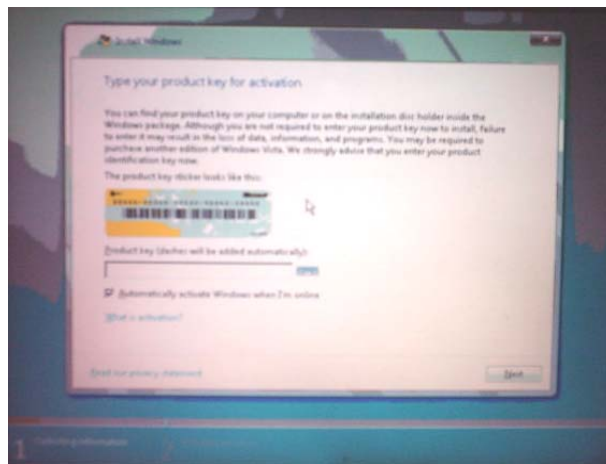 Install Windows
Type your product key for activation
You can find your product key on your computer or on the installation disc holder inside the
Windows package. Although you are not required to enter your product key now to install, failure
to enter it may result in the loss of data, information, and programs. You may be required to
purchase another edition of Windows Vista. We strongly advise that you enter your product
identification key now.
The product key sticker looks like this:
Microsoft
Product key (dashes will be added automatically):
Automatically activate Windows when I'm online
What is activation?
Read our privacy statement
Next
1 Collecting information
2